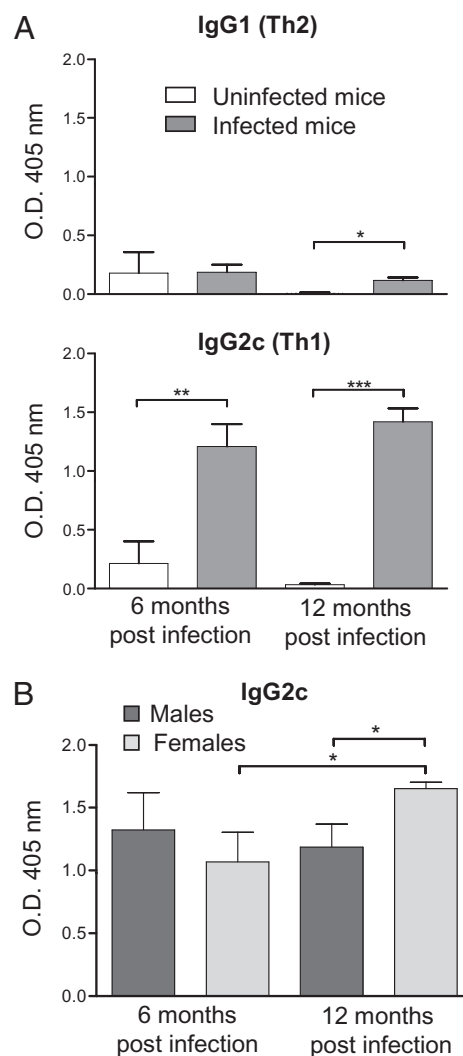 A
IgG1 (Th2)
2.0
Uninfected mice
Infected mice
1.5
1.0
0.5
0.0
O.D. 405 nm
*
IgG2c (Th1)
2.0
1.5
1.0
0.5
0.0
O.D. 405 nm
**
***
6 months
post infection
12 months
post infection
B
IgG2c
Males
Females
2.0
1.5
1.0
0.5
0.0
O.D. 405 nm
*
*
6 months
post infection
12 months
post infection